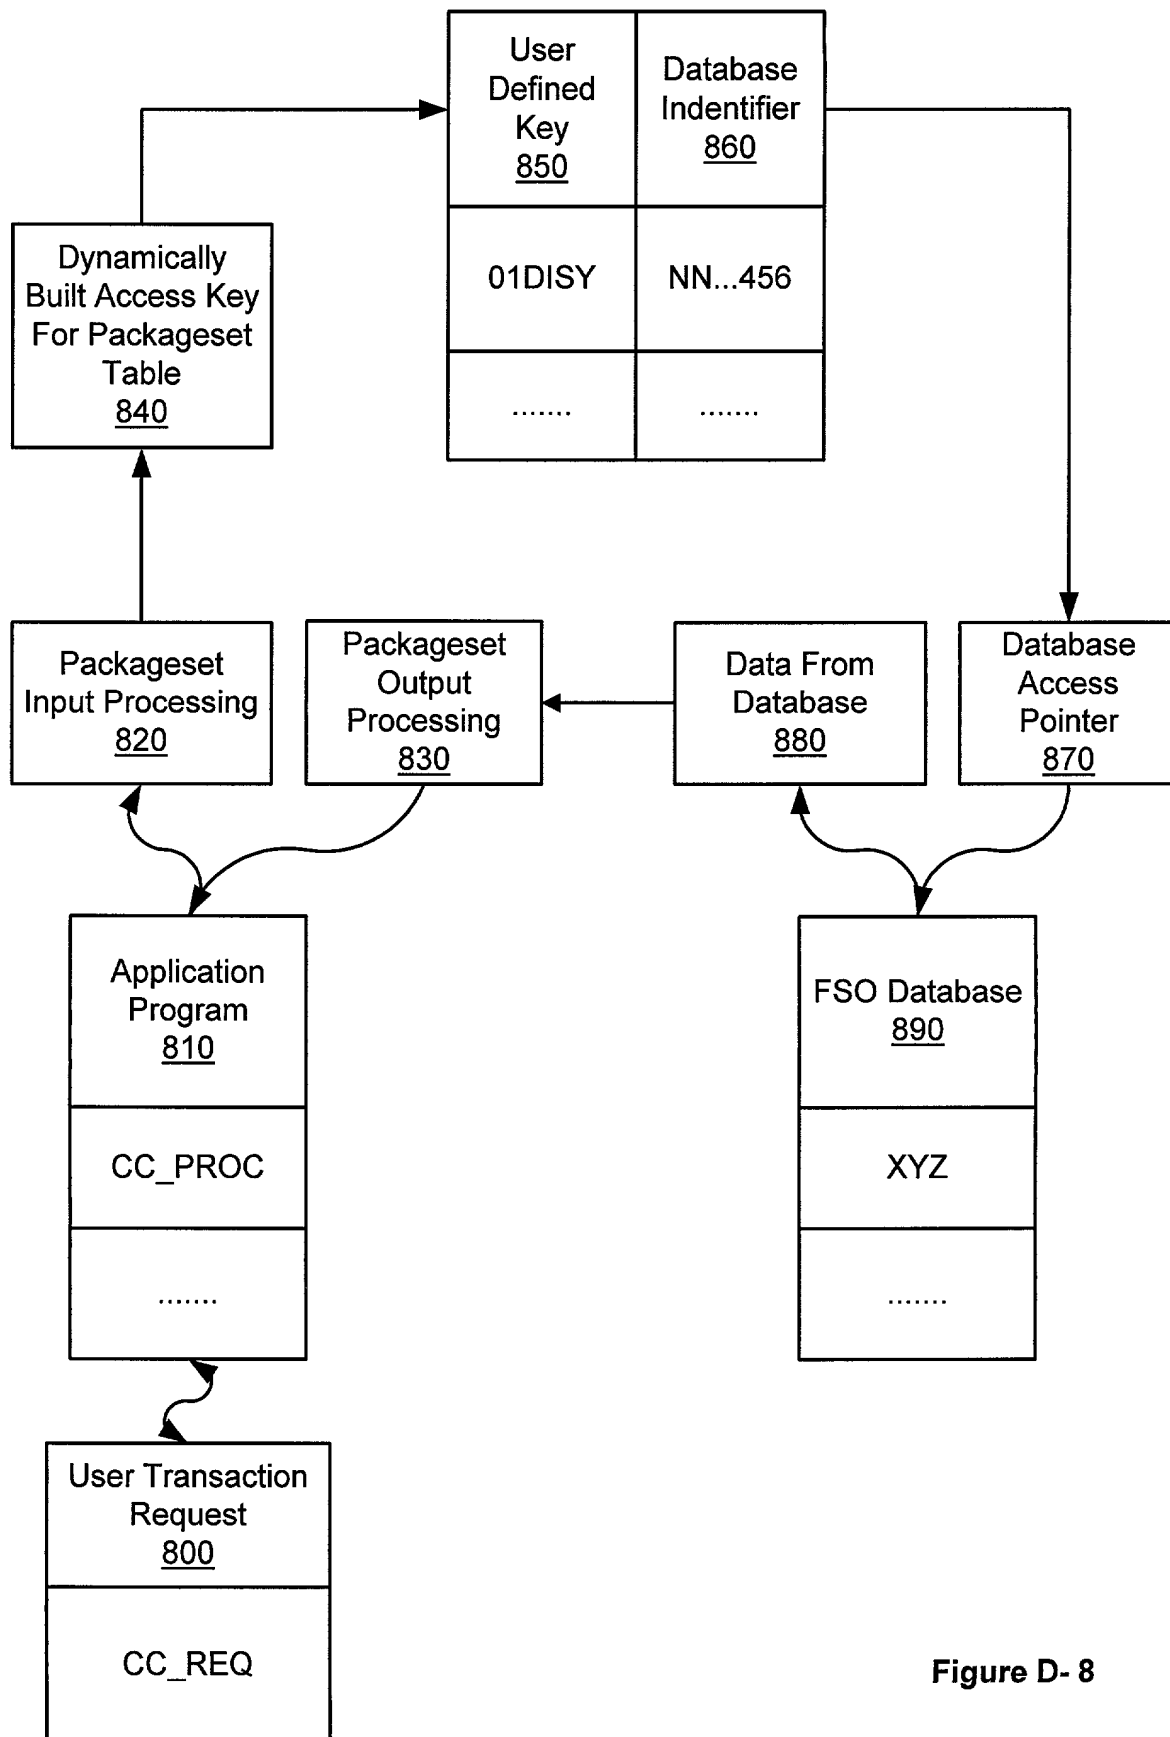 User
Defined
Key
850
Database
Indentifier
860
01DISY
NN...456
.......
.......
Dynamically
Built Access Key
For Packageset
Table
840
Packageset
Input Processing
820
Packageset
Output
Processing
830
Data From
Database
880
Database
Access
Pointer
870
Application
Program
810
CC_PROC
.......
FSO Database
890
XYZ
.......
User Transaction
Request
800
CC_REQ
Figure D- 8